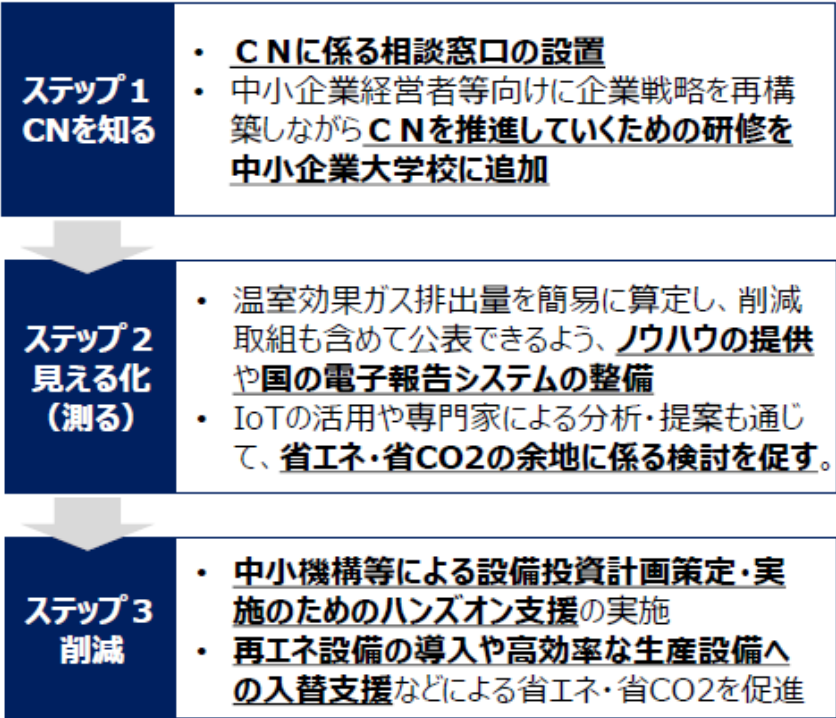 ステップ1
CNを知る
• ＣＮに係る相談窓口の設置
• 中小企業経営者等向けに企業戦略を再構
築しながらＣＮを推進していくための研修を
中小企業大学校に追加
ステップ2
見える化
（測る）
• 温室効果ガス排出量を簡易に算定し、削減
取組も含めて公表できるよう、ノウハウの提供
や国の電子報告システムの整備
• IoTの活用や専門家による分析・提案も通じ
て、省エネ・省CO2の余地に係る検討を促す。
ステップ3
削減
• 中小機構等による設備投資計画策定・実
施のためのハンズオン支援の実施
• 再エネ設備の導入や高効率な生産設備へ
の入替支援などによる省エネ・省CO2を促進